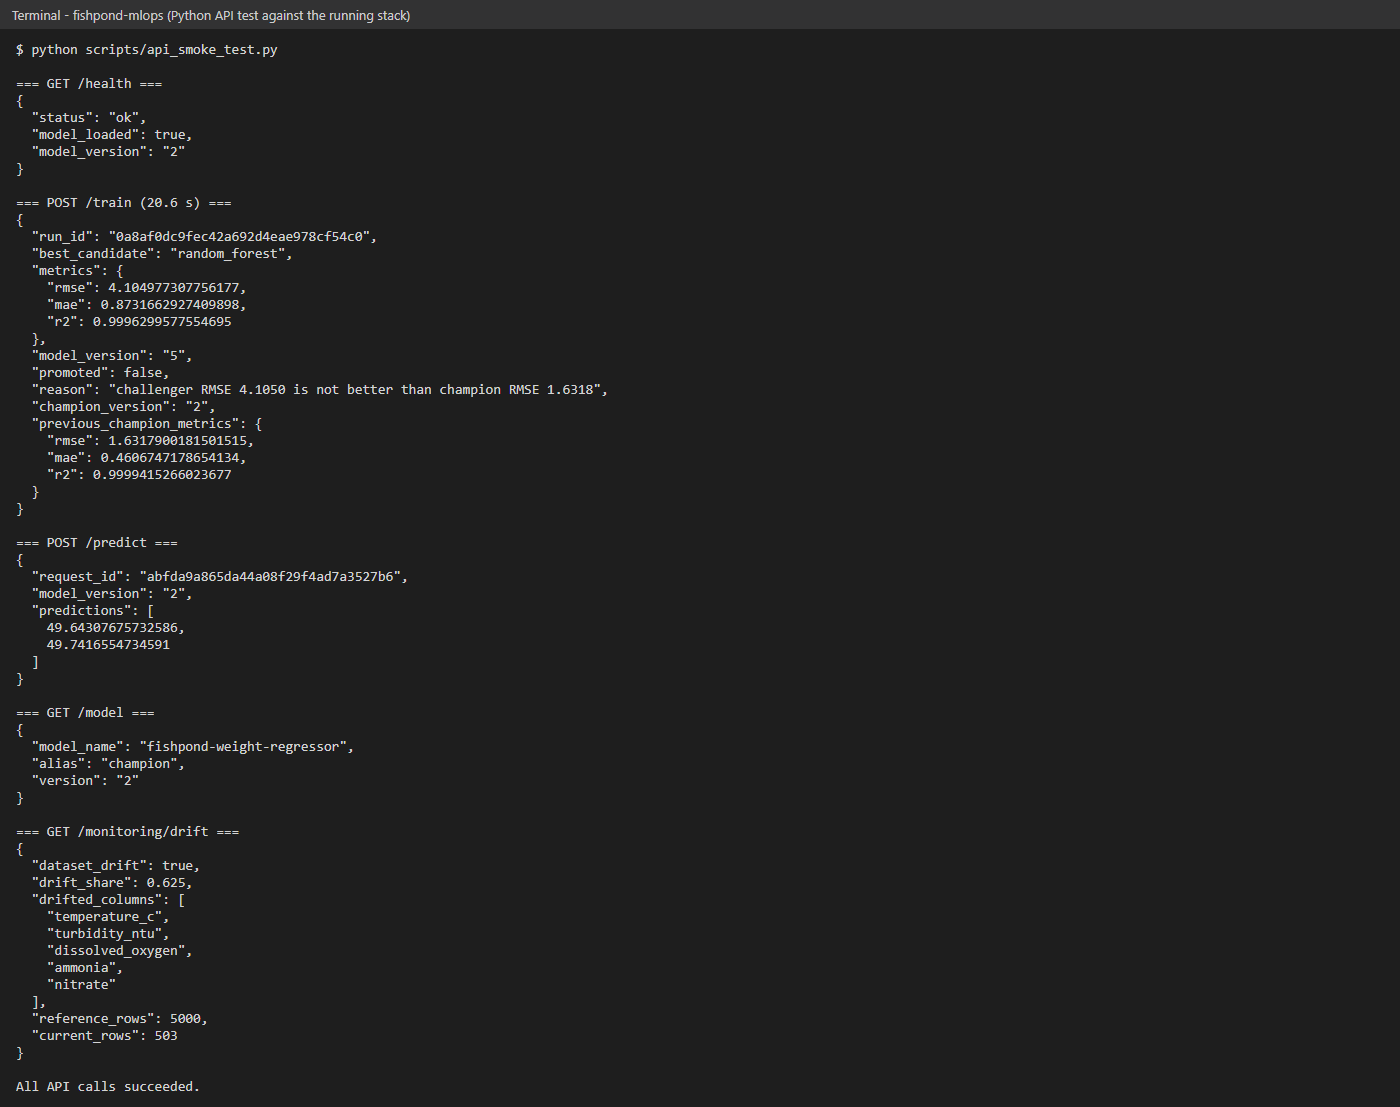 Terminal - fishpond-mlops (Python API test against the running stack)
$ python scripts/api_smoke_test.py
=== GET /health ===
{
  "status": "ok",
  "model_loaded": true,
  "model_version": "2"
}
=== POST /train (20.6 s) ===
{
  "run_id": "0a8af0dc9fec42a692d4eae978cf54c0",
  "best_candidate": "random_forest",
  "metrics": {
    "rmse": 4.104977307756177,
    "mae": 0.8731662927409898,
    "r2": 0.9996299577554695
  },
  "model_version": "5",
  "promoted": false,
  "reason": "challenger RMSE 4.1050 is not better than champion RMSE 1.6318",
  "champion_version": "2",
  "previous_champion_metrics": {
    "rmse": 1.6317900181501515,
    "mae": 0.4606747178654134,
    "r2": 0.9999415266023677
  }
}
=== POST /predict ===
{
  "request_id": "abfda9a865da44a08f29f4ad7a3527b6",
  "model_version": "2",
  "predictions": [
    49.64307675732586,
    49.7416554734591
  ]
}
=== GET /model ===
{
  "model_name": "fishpond-weight-regressor",
  "alias": "champion",
  "version": "2"
}
=== GET /monitoring/drift ===
{
  "dataset_drift": true,
  "drift_share": 0.625,
  "drifted_columns": [
    "temperature_c",
    "turbidity_ntu",
    "dissolved_oxygen",
    "ammonia",
    "nitrate"
  ],
  "reference_rows": 5000,
  "current_rows": 503
}
All API calls succeeded.